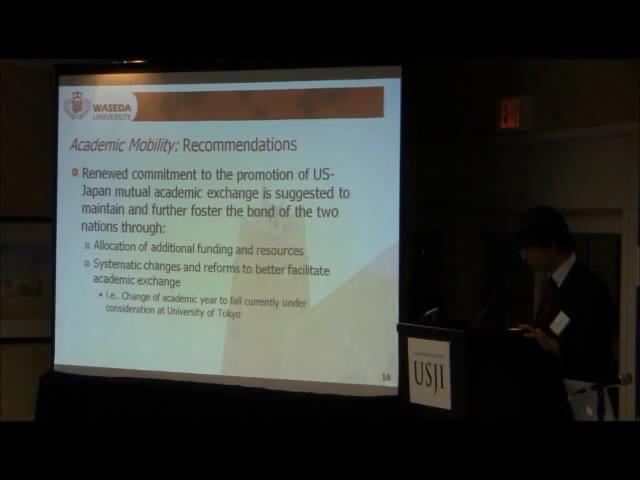 WASEDA
UNIVERSITY
Academic Mobility: Recommendations
Renewed commitment to the promotion of US-
Japan mutual academic exchange is suggested to
maintain and further foster the bond of the two
nations through:
Allocation of additional funding and resources
Systematic changes and reforms to better facilitate
academic exchange
• i.e.. Change of academic year to fall currently under
consideration at University of Tokyo
16
EXIT
USJI